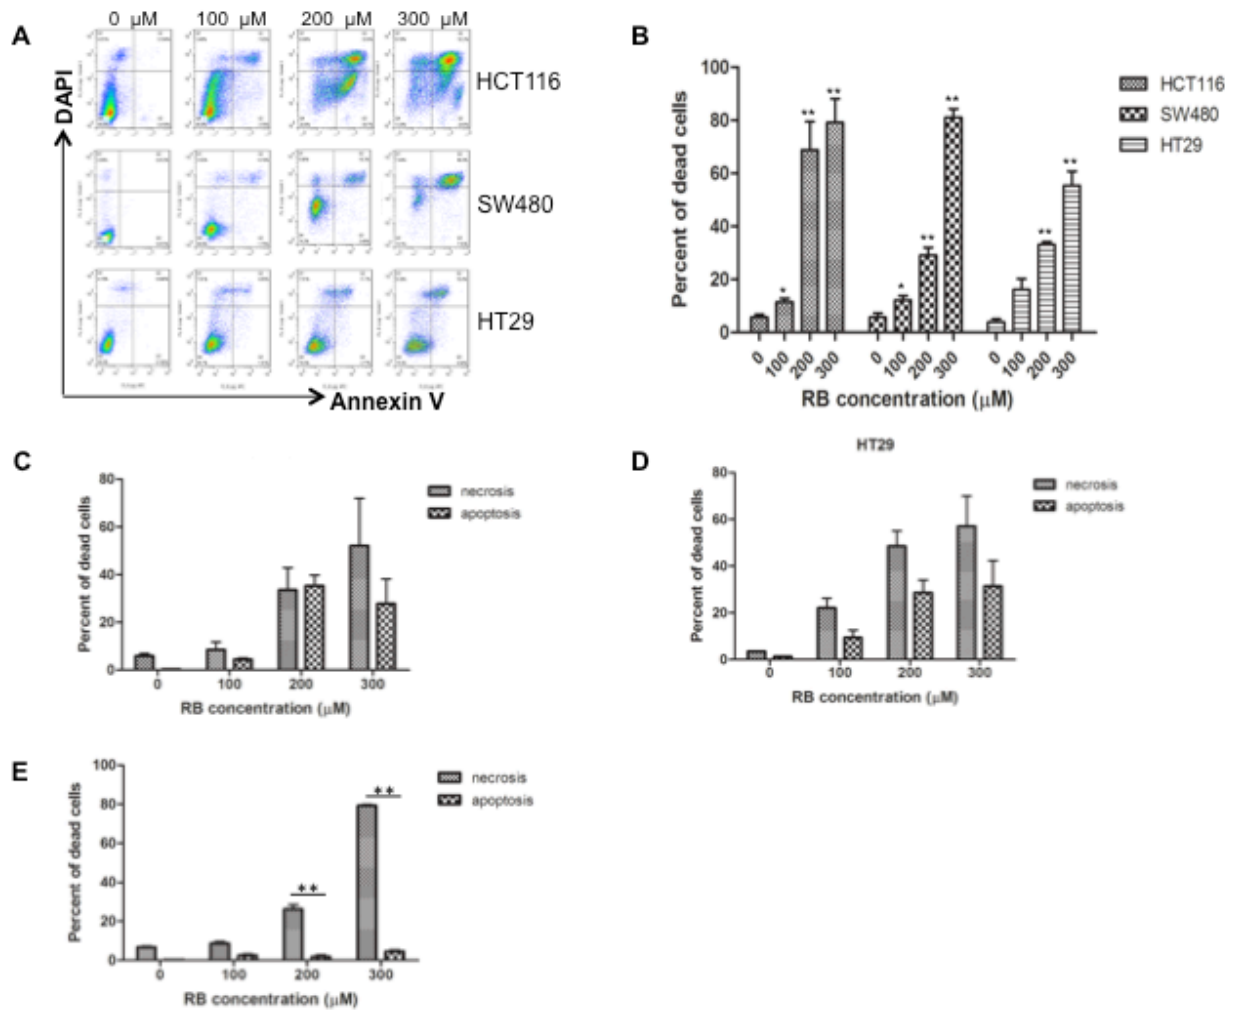 A
0 µM 100 µM 200 µM 300 µM
DAPI
HCT116
SW480
HT29
Annexin V
B
Percent of dead cells
100
80
60
40
20
0
** ** ** ** ** ** * *
0 100 200 300 0 100 200 300 0 100 200 300
RB concentration (μM)
HCT116
SW480
HT29
C
Percent of dead cells
80
60
40
20
0
0 100 200 300
RB concentration (μM)
necrosis
apoptosis
D
HT29
Percent of dead cells
80
60
40
20
0
0 100 200 300
RB concentration (μM)
necrosis
apoptosis
E
Percent of dead cells
100
80
60
40
20
0
** **
0 100 200 300
RB concentration (μM)
necrosis
apoptosis